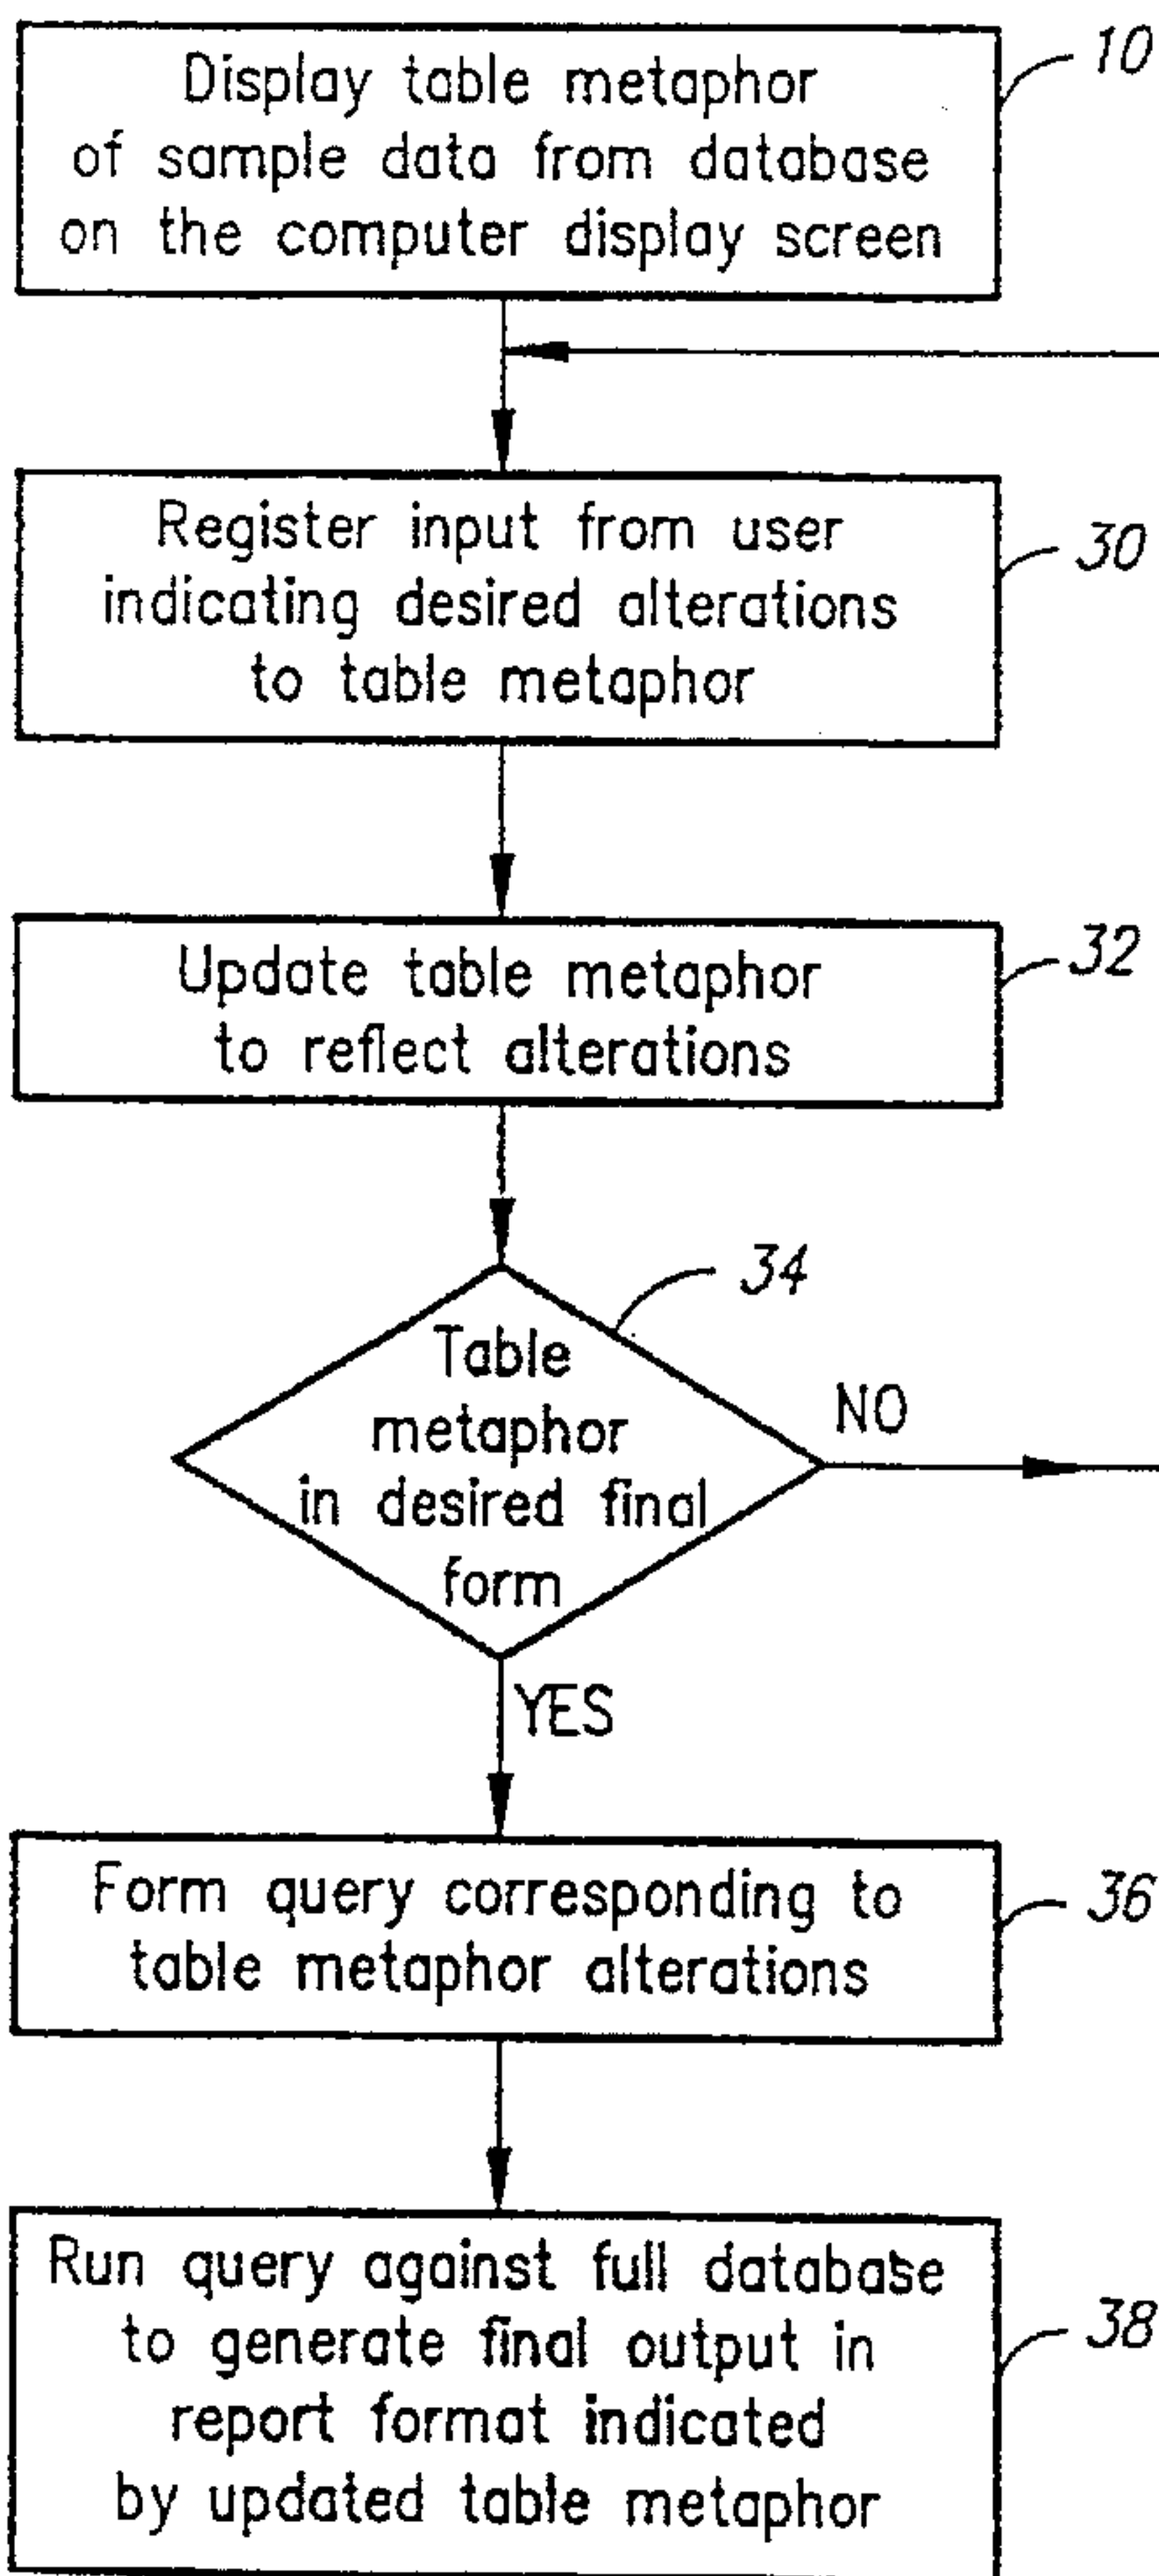 Display table metaphor
of sample data from database
on the computer display screen
10
Register input from user
indicating desired alterations
to table metaphor
30
Update table metaphor
to reflect alterations
32
34
Table
metaphor
in desired final
form
NO
YES
Form query corresponding to
table metaphor alterations
36
Run query against full database
to generate final output in
report format indicated
by updated table metaphor
38